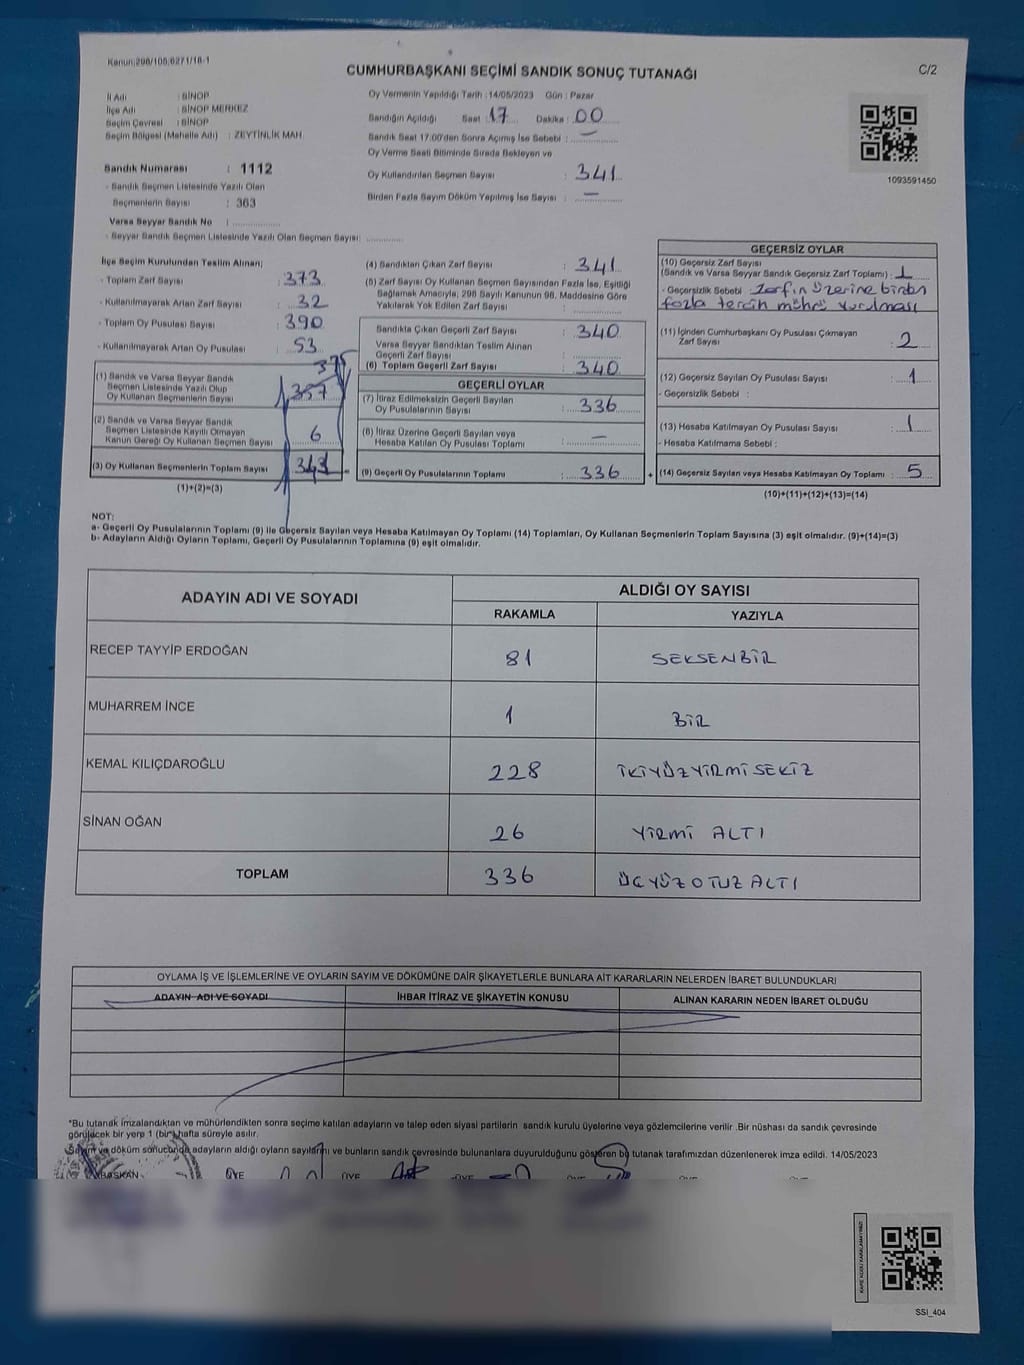 Kanun:298/105;6271/18-1
CUMHURBAŞKANI SEÇİMİ SANDIK SONUÇ TUTANAĞI
C/2
İl Adı : SİNOP
İlçe Adı : SİNOP MERKEZ
Seçim Çevresi : SİNOP
Seçim Bölgesi (Mahalle Adı) : ZEYTİNLİK MAH.
Oy Vermenin Yapıldığı Tarih :14/05/2023 Gün : Pazar
Sandığın Açıldığı Saat :17 Dakika :00
Sandık Saat 17:00'den Sonra Açılmış İse Sebebi : —
Oy Verme Saati Bitiminde Sırada Bekleyen ve
Oy Kullandırılan Seçmen Sayısı : 341
Birden Fazla Sayım Döküm Yapılmış İse Sayısı : —
1093591450
Sandık Numarası : 1112
- Sandık Seçmen Listesinde Yazılı Olan
Seçmenlerin Sayısı : 363
Varsa Seyyar Sandık No :
- Seyyar Sandık Seçmen Listesinde Yazılı Olan Seçmen Sayısı:
İlçe Seçim Kurulundan Teslim Alınan;
- Toplam Zarf Sayısı : 373
- Kullanılmayarak Artan Zarf Sayısı : 32
- Toplam Oy Pusulası Sayısı : 390
- Kullanılmayarak Artan Oy Pusulası : 53
(1) Sandık ve Varsa Seyyar Sandık
Seçmen Listesinde Yazılı Olup
Oy Kullanan Seçmenlerin Sayısı
(2) Sandık ve Varsa Seyyar Sandık
Seçmen Listesinde Kayıtlı Olmayan
Kanun Gereği Oy Kullanan Seçmen Sayısı : 6
(3) Oy Kullanan Seçmenlerin Toplam Sayısı
(1)+(2)=(3)
(4) Sandıktan Çıkan Zarf Sayısı : 341
(5) Zarf Sayısı Oy Kullanan Seçmen Sayısından Fazla İse, Eşitliği
Sağlamak Amacıyla; 298 Sayılı Kanunun 98. Maddesine Göre
Yakılarak Yok Edilen Zarf Sayısı :
Sandıkta Çıkan Geçerli Zarf Sayısı : 340
Varsa Seyyar Sandıktan Teslim Alınan
Geçerli Zarf Sayısı :
(6) Toplam Geçerli Zarf Sayısı : 340
GEÇERLİ OYLAR
(7) İtiraz Edilmeksizin Geçerli Sayılan
Oy Pusulalarının Sayısı : 336
(8) İtiraz Üzerine Geçerli Sayılan veya
Hesaba Katılan Oy Pusulası Toplamı : —
(9) Geçerli Oy Pusulalarının Toplamı : 336
GEÇERSİZ OYLAR
(10) Geçersiz Zarf Sayısı
(Sandık ve Varsa Seyyar Sandık Geçersiz Zarf Toplamı) : 1
- Geçersizlik Sebebi : Zarfın üzerine birden
fazla tercih mührü vurulması
(11) İçinden Cumhurbaşkanı Oy Pusulası Çıkmayan
Zarf Sayısı : 2
(12) Geçersiz Sayılan Oy Pusulası Sayısı : 1
- Geçersizlik Sebebi :
(13) Hesaba Katılmayan Oy Pusulası Sayısı : 1
- Hesaba Katılmama Sebebi :
+ (14) Geçersiz Sayılan veya Hesaba Katılmayan Oy Toplamı : 5
(10)+(11)+(12)+(13)=(14)
NOT:
a- Geçerli Oy Pusulalarının Toplamı (9) ile Geçersiz Sayılan veya Hesaba Katılmayan Oy Toplamı (14) Toplamları, Oy Kullanan Seçmenlerin Toplam Sayısına (3) eşit olmalıdır. (9)+(14)=(3)
b- Adayların Aldığı Oyların Toplamı, Geçerli Oy Pusulalarının Toplamına (9) eşit olmalıdır.
ADAYIN ADI VE SOYADI ALDIĞI OY SAYISI
RAKAMLA YAZIYLA
RECEP TAYYİP ERDOĞAN 81 SEKSENBİR
MUHARREM İNCE 1 BİR
KEMAL KILIÇDAROĞLU 228 İKİYÜZYİRMİSEKİZ
SİNAN OĞAN 26 YİRMİ ALTI
TOPLAM 336 ÜÇYÜZOTUZALTI
OYLAMA İŞ VE İŞLEMLERİNE VE OYLARIN SAYIM VE DÖKÜMÜNE DAİR ŞİKAYETLERLE BUNLARA AİT KARARLARIN NELERDEN İBARET BULUNDUKLARI
ADAYIN ADI VE SOYADI İHBAR İTİRAZ VE ŞİKAYETİN KONUSU ALINAN KARARIN NEDEN İBARET OLDUĞU
*Bu tutanak imzalandıktan ve mühürlendikten sonra seçime katılan adayların ve talep eden siyasi partilerin sandık kurulu üyelerine veya gözlemcilerine verilir .Bir nüshası da sandık çevresinde
görülecek bir yere 1 (bir) hafta süreyle asılır.
Sayım ve döküm sonucunda adayların aldığı oyların sayılarını ve bunların sandık çevresinde bulunanlara duyurulduğunu gösteren bu tutanak tarafımızdan düzenlenerek imza edildi. 14/05/2023
BAŞKAN ÜYE ÜYE ÜYE ÜYE
SSI_404